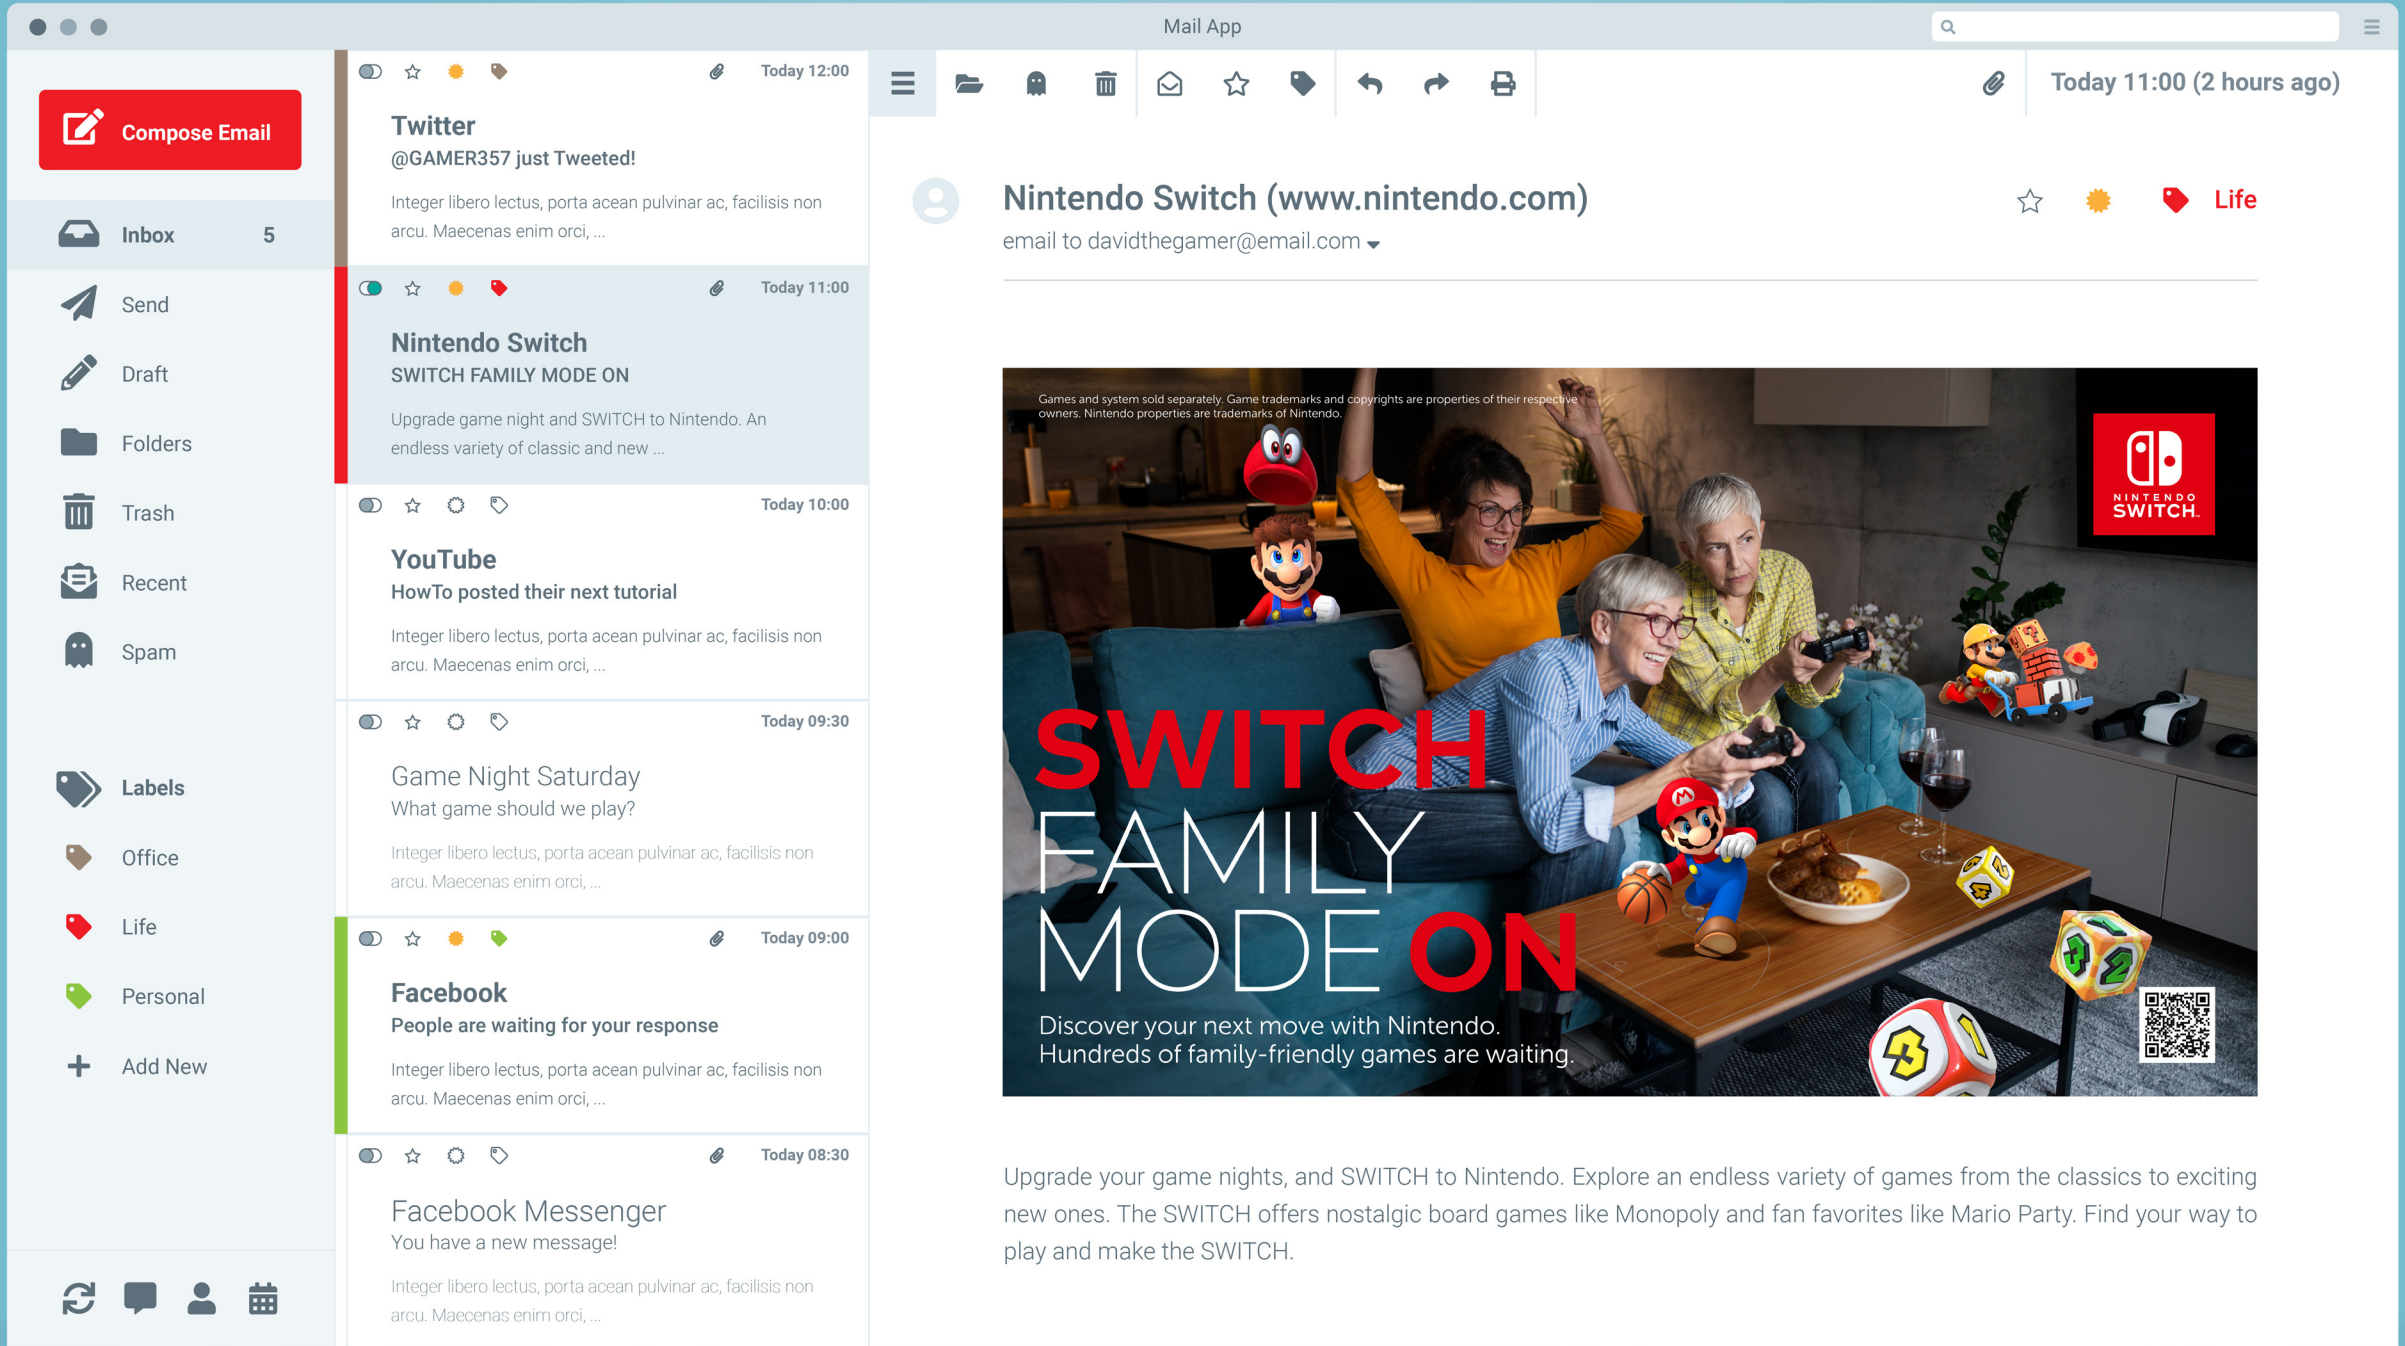 Mail App
Compose Email
Inbox 5
Send
Draft
Folders
Trash
Recent
Spam
Labels
Office
Life
Personal
Add New
Today 12:00
Twitter
@GAMER357 just Tweeted!
Integer libero lectus, porta acean pulvinar ac, facilisis non
arcu. Maecenas enim orci, ...
Today 11:00
Nintendo Switch
SWITCH FAMILY MODE ON
Upgrade game night and SWITCH to Nintendo. An
endless variety of classic and new ...
Today 10:00
YouTube
HowTo posted their next tutorial
Integer libero lectus, porta acean pulvinar ac, facilisis non
arcu. Maecenas enim orci, ...
Today 09:30
Game Night Saturday
What game should we play?
Integer libero lectus, porta acean pulvinar ac, facilisis non
arcu. Maecenas enim orci, ...
Today 09:00
Facebook
People are waiting for your response
Integer libero lectus, porta acean pulvinar ac, facilisis non
arcu. Maecenas enim orci, ...
Today 08:30
Facebook Messenger
You have a new message!
Integer libero lectus, porta acean pulvinar ac, facilisis non
arcu. Maecenas enim orci, ...
Today 11:00 (2 hours ago)
Nintendo Switch (www.nintendo.com)
Life
email to davidthegamer@email.com
Games and system sold separately. Game trademarks and copyrights are properties of their respective
owners. Nintendo properties are trademarks of Nintendo.
NINTENDO
SWITCH™
M
?
SWITCH
FAMILY
MODE ON
4
3 2
3 1
Discover your next move with Nintendo.
Hundreds of family-friendly games are waiting.
Upgrade your game nights, and SWITCH to Nintendo. Explore an endless variety of games from the classics to exciting
new ones. The SWITCH offers nostalgic board games like Monopoly and fan favorites like Mario Party. Find your way to
play and make the SWITCH.